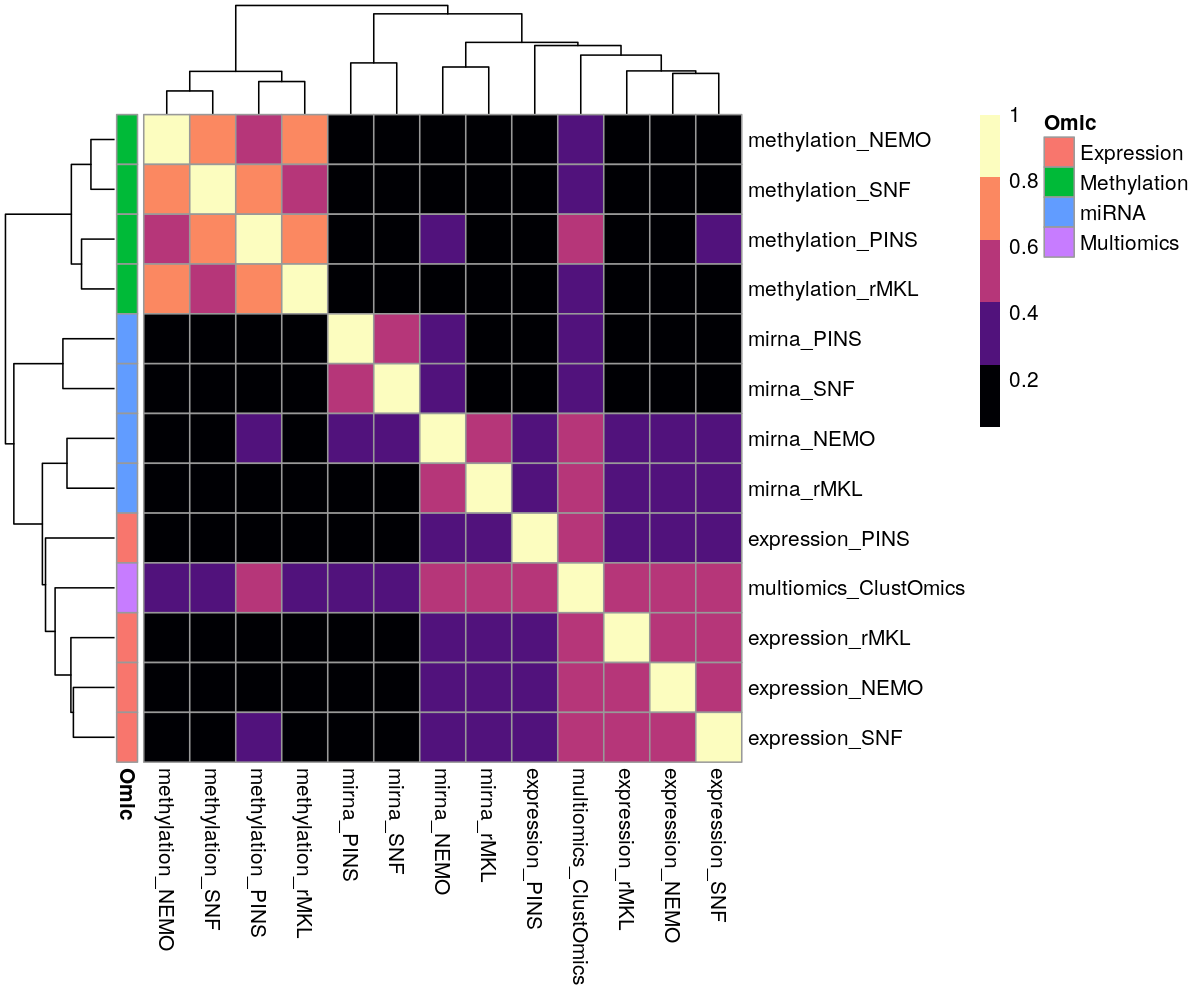 methylation_NEMO
methylation_SNF
methylation_PINS
methylation_rMKL
mirna_PINS
mirna_SNF
mirna_NEMO
mirna_rMKL
expression_PINS
multiomics_ClustOmics
expression_rMKL
expression_NEMO
expression_SNF
1
0.8
0.6
0.4
0.2
OmIc
Expression
Methylation
miRNA
Multiomics
OmIc
methylation_NEMO
methylation_SNF
methylation_PINS
methylation_rMKL
mirna_PINS
mirna_SNF
mirna_NEMO
mirna_rMKL
expression_PINS
multiomics_ClustOmics
expression_rMKL
expression_NEMO
expression_SNF